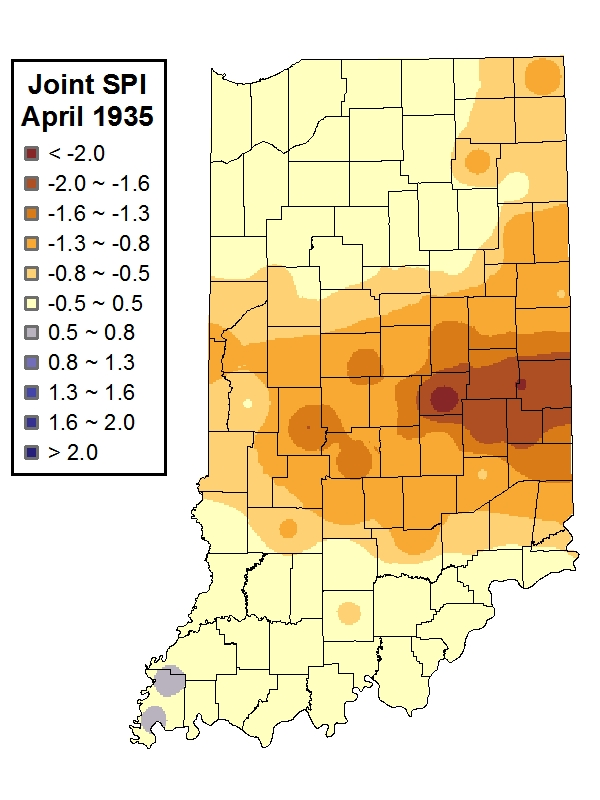 Joint SPI
April 1935
< -2.0
-2.0 ~ -1.6
-1.6 ~ -1.3
-1.3 ~ -0.8
-0.8 ~ -0.5
-0.5 ~ 0.5
0.5 ~ 0.8
0.8 ~ 1.3
1.3 ~ 1.6
1.6 ~ 2.0
> 2.0